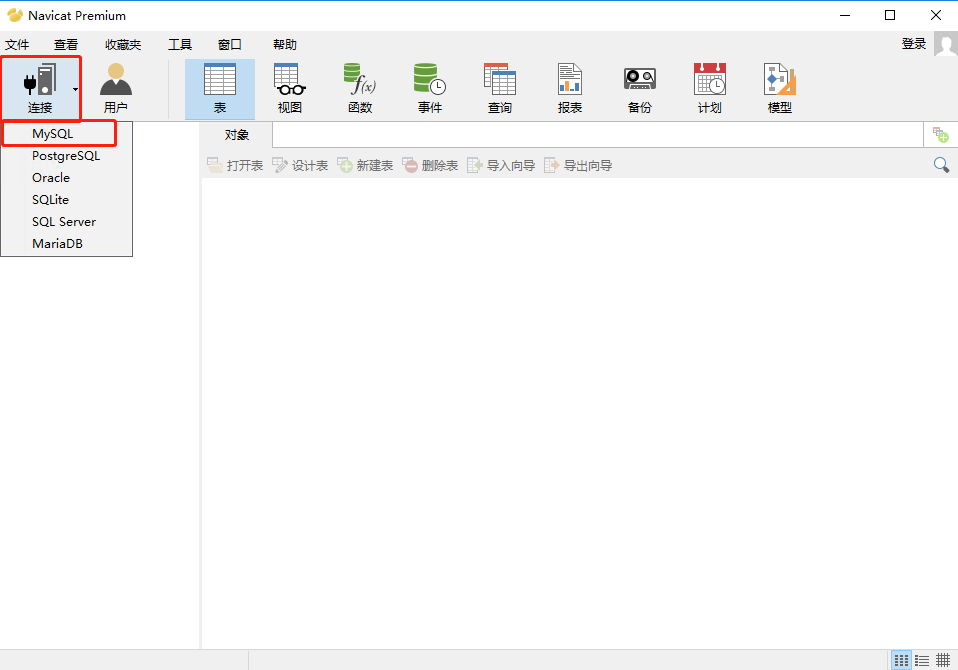 Navicat Premium
文件 查看 收藏夹 工具 窗口 帮助 登录
连接 用户 表 视图 函数 事件 查询 报表 备份 计划 模型
MySQL
PostgreSQL
Oracle
SQLite
SQL Server
MariaDB
对象
打开表 设计表 新建表 删除表 导入向导 导出向导